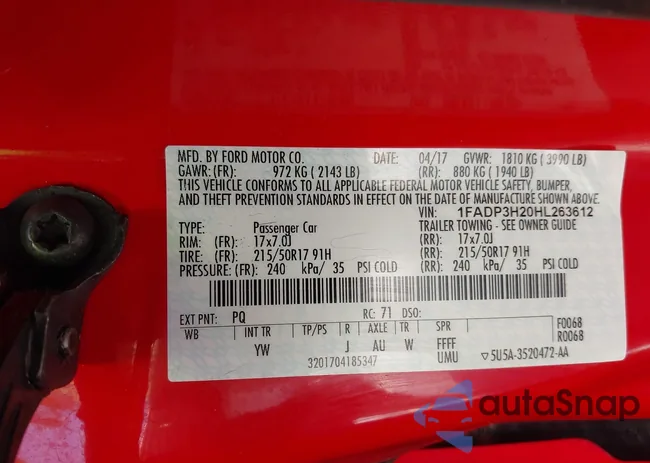 MFD. BY FORD MOTOR CO. DATE: 04/17 GVWR: 1810 KG ( 3990 LB)
GAWR: (FR): 972 KG ( 2143 LB) (RR): 880 KG ( 1940 LB)
THIS VEHICLE CONFORMS TO ALL APPLICABLE FEDERAL MOTOR VEHICLE SAFETY, BUMPER,
AND THEFT PREVENTION STANDARDS IN EFFECT ON THE DATE OF MANUFACTURE SHOWN ABOVE.
VIN: 1FADP3H20HL263612
TYPE: Passenger Car TRAILER TOWING - SEE OWNER GUIDE
RIM: (FR): 17x7.0J (RR): 17x7.0J
TIRE: (FR): 215/50R17 91H (RR): 215/50R17 91H
PRESSURE: (FR): 240 kPa/ 35 PSI COLD (RR): 240 kPa/ 35 PSI COLD
EXT PNT: PQ RC: 71 DSO: F0068
WB INT TR TP/PS R AXLE TR SPR R0068
YW J AU W FFFF
3201704185347 UMU ▽5U5A-3520472-AA
autoSnap